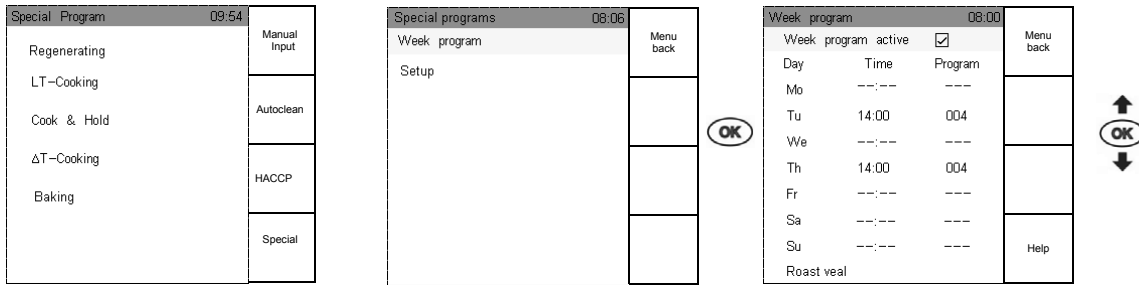 Special Program 09:54
Manual
Input
Regenerating
LT-Cooking
Autoclean
Cook & Hold
ΔT-Cooking
HACCP
Baking
Special
Special programs 08:06
Menu
back
Week program
Setup
OK
Week program 08:00
Menu
back
Week program active ☑
Day Time Program
Mo --:-- ---
Tu 14:00 004
We --:-- ---
Th 14:00 004
Fr --:-- ---
Sa --:-- ---
Su --:-- ---
Help
Roast veal
OK